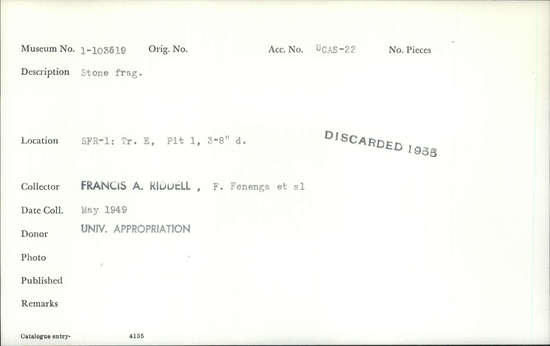 Museum No. 1-103619 Orig. No. Acc. No. UCAS-22 No. Pieces
Description Stone frag.
Location SFR-1: Tr. E, Pit 1, 3-8" d.
DISCARDED 1955
Collector FRANCIS A. RIDDELL , F. Fenenga et al
Date Coll. May 1949
Donor UNIV. APPROPRIATION
Photo
Published
Remarks
Catalogue entry- 4155